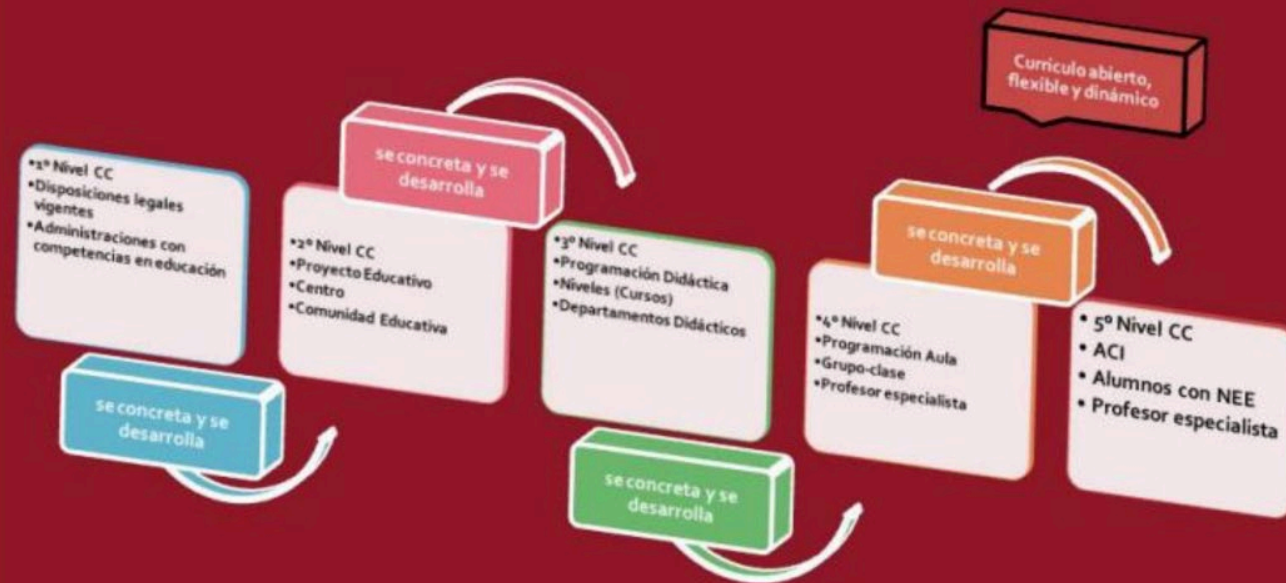 Curriculo abierto,
flexible y dinámico
•1º Nivel CC
•Disposiciones legales
vigentes
•Administraciones con
competencias en educación
se concreta y se
desarrolla
•2º Nivel CC
•Proyecto Educativo
•Centro
•Comunidad Educativa
se concreta y se
desarrolla
•3º Nivel CC
•Programación Didáctica
•Niveles (Cursos)
•Departamentos Didácticos
se concreta y se
desarrolla
•4º Nivel CC
•Programación Aula
•Grupo-clase
•Profesor especialista
se concreta y se
desarrolla
• 5º Nivel CC
• ACI
• Alumnos con NEE
• Profesor especialista